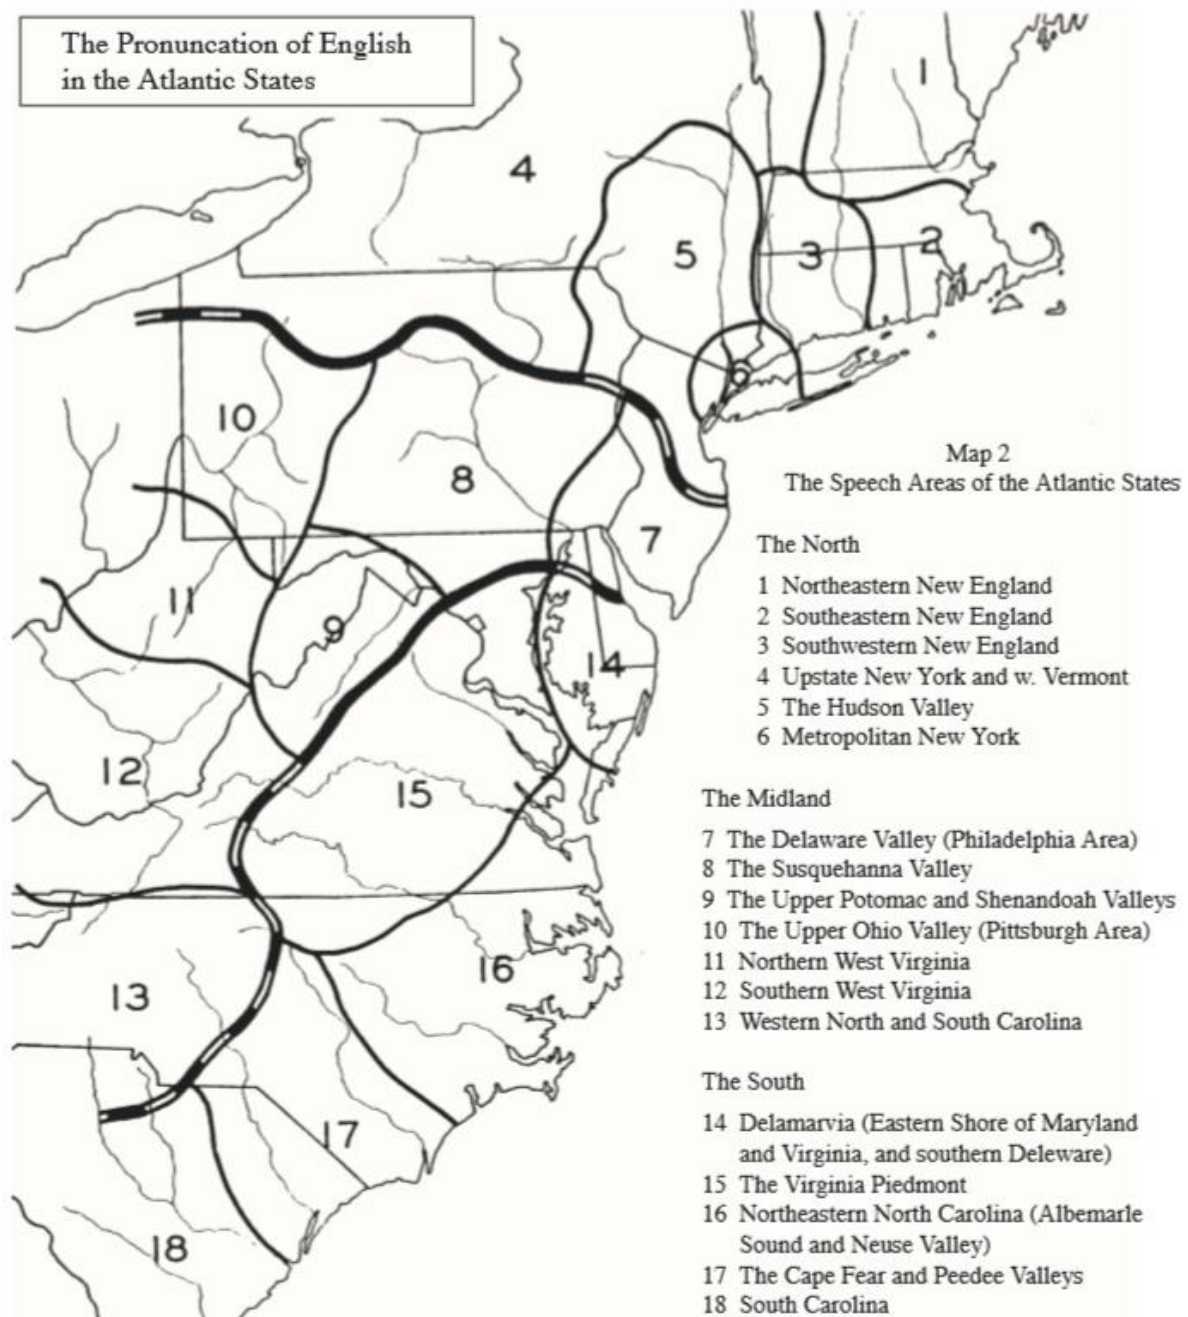 The Pronuncation of English
in the Atlantic States
1
4
5
3
2
6
10
8
7
11
9
14
12
15
13
16
17
18
Map 2
The Speech Areas of the Atlantic States
The North
1 Northeastern New England
2 Southeastern New England
3 Southwestern New England
4 Upstate New York and w. Vermont
5 The Hudson Valley
6 Metropolitan New York
The Midland
7 The Delaware Valley (Philadelphia Area)
8 The Susquehanna Valley
9 The Upper Potomac and Shenandoah Valleys
10 The Upper Ohio Valley (Pittsburgh Area)
11 Northern West Virginia
12 Southern West Virginia
13 Western North and South Carolina
The South
14 Delamarvia (Eastern Shore of Maryland
and Virginia, and southern Deleware)
15 The Virginia Piedmont
16 Northeastern North Carolina (Albemarle
Sound and Neuse Valley)
17 The Cape Fear and Peedee Valleys
18 South Carolina